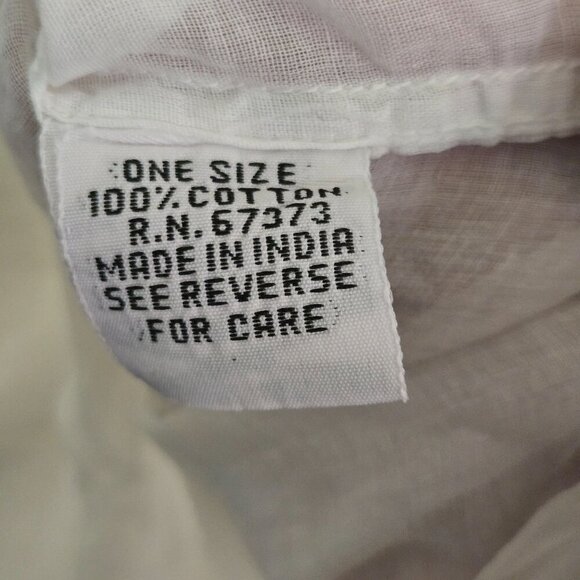 ONE SIZE
100% COTTON
R.N. 67373
MADE IN INDIA
SEE REVERSE
FOR CARE